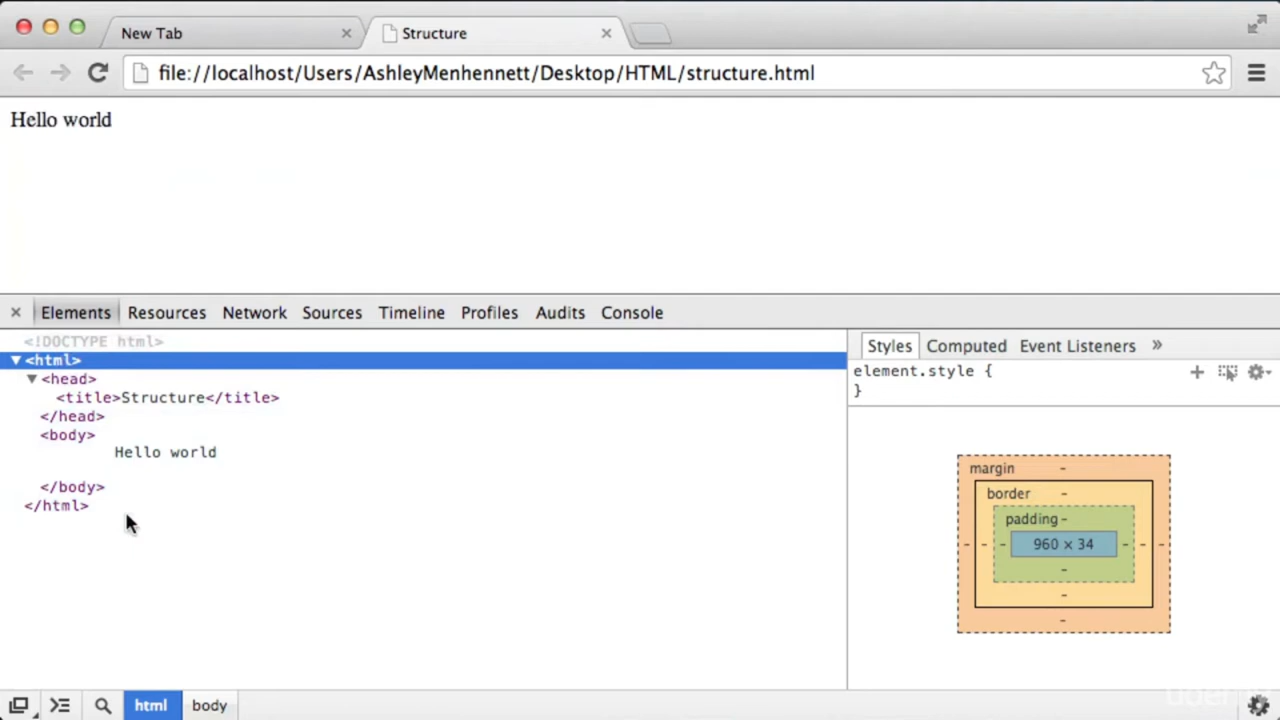 New Tab
Structure
file://localhost/Users/AshleyMenhennett/Desktop/HTML/structure.html
Hello world
Elements Resources Network Sources Timeline Profiles Audits Console
<!DOCTYPE html>
<html>
<head>
<title>Structure</title>
</head>
<body>
Hello world
</body>
</html>
Styles Computed Event Listeners »
element.style {
}
margin -
border -
padding -
- - - 960 × 34 - - -
-
-
-
html body
udemy